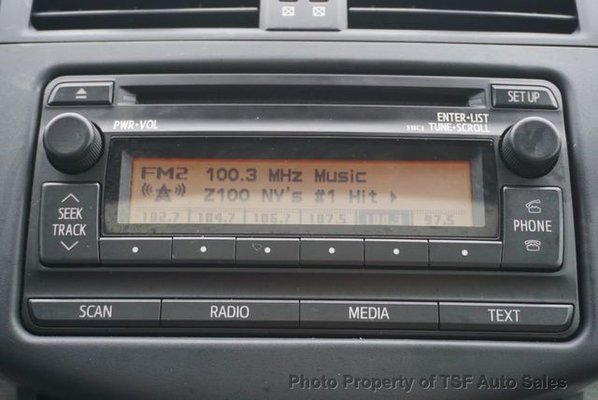 SET UP
PWR•VOL
ENTER•LIST
TUNE•SCROLL
FM2 100.3 MHz Music
Z100 NY's #1 Hit
102.7 104.7 106.7 107.5 100.3 97.5
SEEK
TRACK
PHONE
SCAN RADIO MEDIA TEXT
Photo Property of TSF Auto Sales